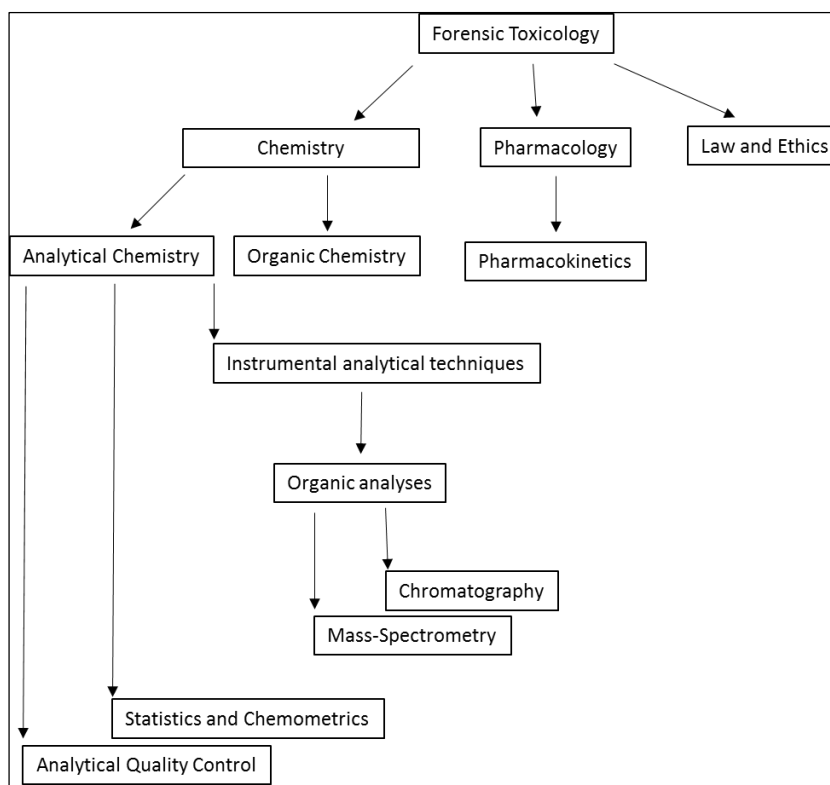 Forensic Toxicology
Chemistry
Pharmacology
Law and Ethics
Analytical Chemistry
Organic Chemistry
Pharmacokinetics
Instrumental analytical techniques
Organic analyses
Chromatography
Mass-Spectrometry
Statistics and Chemometrics
Analytical Quality Control